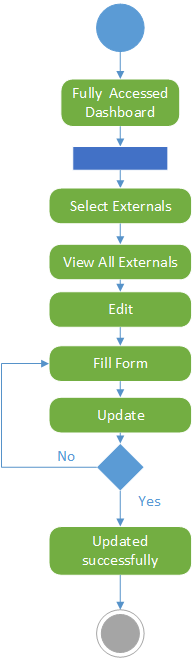 Fully Accessed
Dashboard
Select Externals
View All Externals
Edit
Fill Form
Update
No
Yes
Updated
successfully